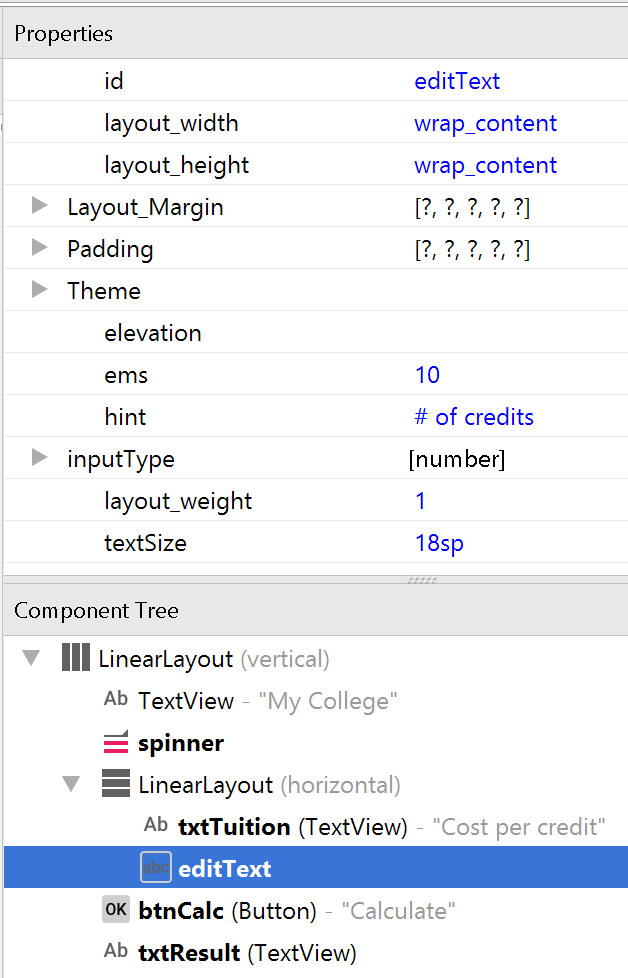 Properties
id editText
layout_width wrap_content
layout_height wrap_content
Layout_Margin [?, ?, ?, ?, ?]
Padding [?, ?, ?, ?, ?]
Theme
elevation
ems 10
hint # of credits
inputType [number]
layout_weight 1
textSize 18sp
Component Tree
LinearLayout (vertical)
Ab TextView - "My College"
spinner
LinearLayout (horizontal)
Ab txtTuition (TextView) - "Cost per credit"
abc editText
OK btnCalc (Button) - "Calculate"
Ab txtResult (TextView)